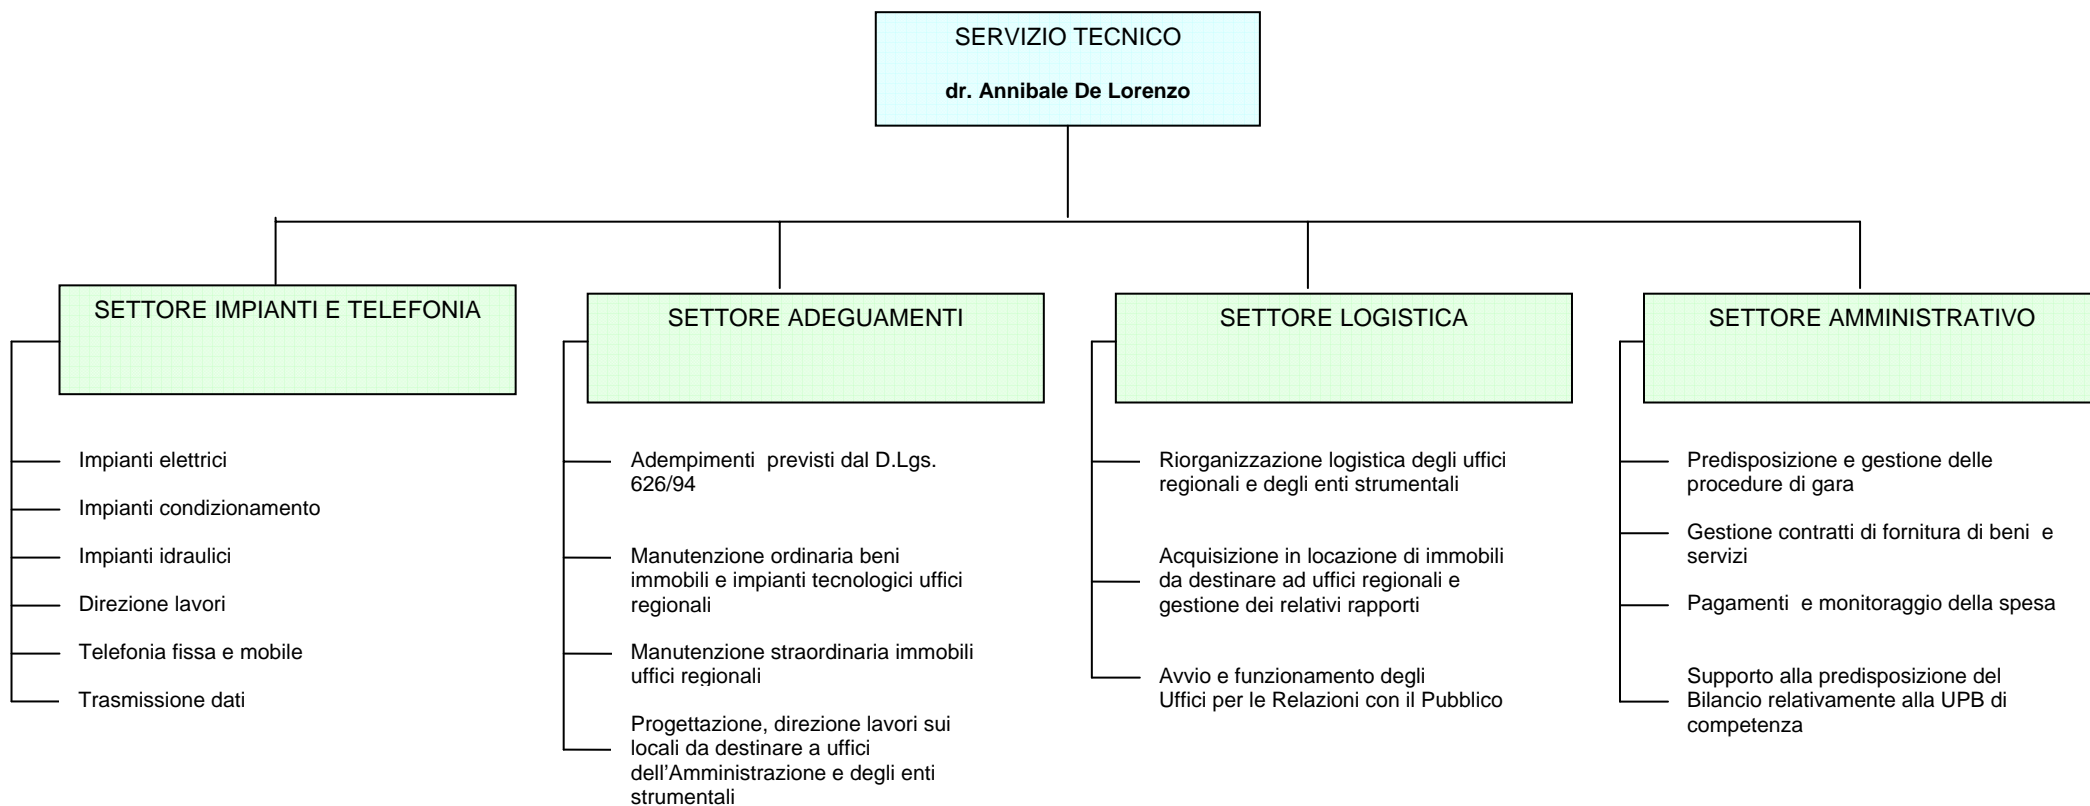 SERVIZIO TECNICO
dr. Annibale De Lorenzo
SETTORE IMPIANTI E TELEFONIA
Impianti elettrici
Impianti condizionamento
Impianti idraulici
Direzione lavori
Telefonia fissa e mobile
Trasmissione dati
SETTORE ADEGUAMENTI
Adempimenti  previsti dal D.Lgs.
626/94
Manutenzione ordinaria beni
immobili e impianti tecnologici uffici
regionali
Manutenzione straordinaria immobili
uffici regionali
Progettazione, direzione lavori sui
locali da destinare a uffici
dell’Amministrazione e degli enti
strumentali
SETTORE LOGISTICA
Riorganizzazione logistica degli uffici
regionali e degli enti strumentali
Acquisizione in locazione di immobili
da destinare ad uffici regionali e
gestione dei relativi rapporti
Avvio e funzionamento degli
Uffici per le Relazioni con il Pubblico
SETTORE AMMINISTRATIVO
Predisposizione e gestione delle
procedure di gara
Gestione contratti di fornitura di beni  e
servizi
Pagamenti  e monitoraggio della spesa
Supporto alla predisposizione del
Bilancio relativamente alla UPB di
competenza